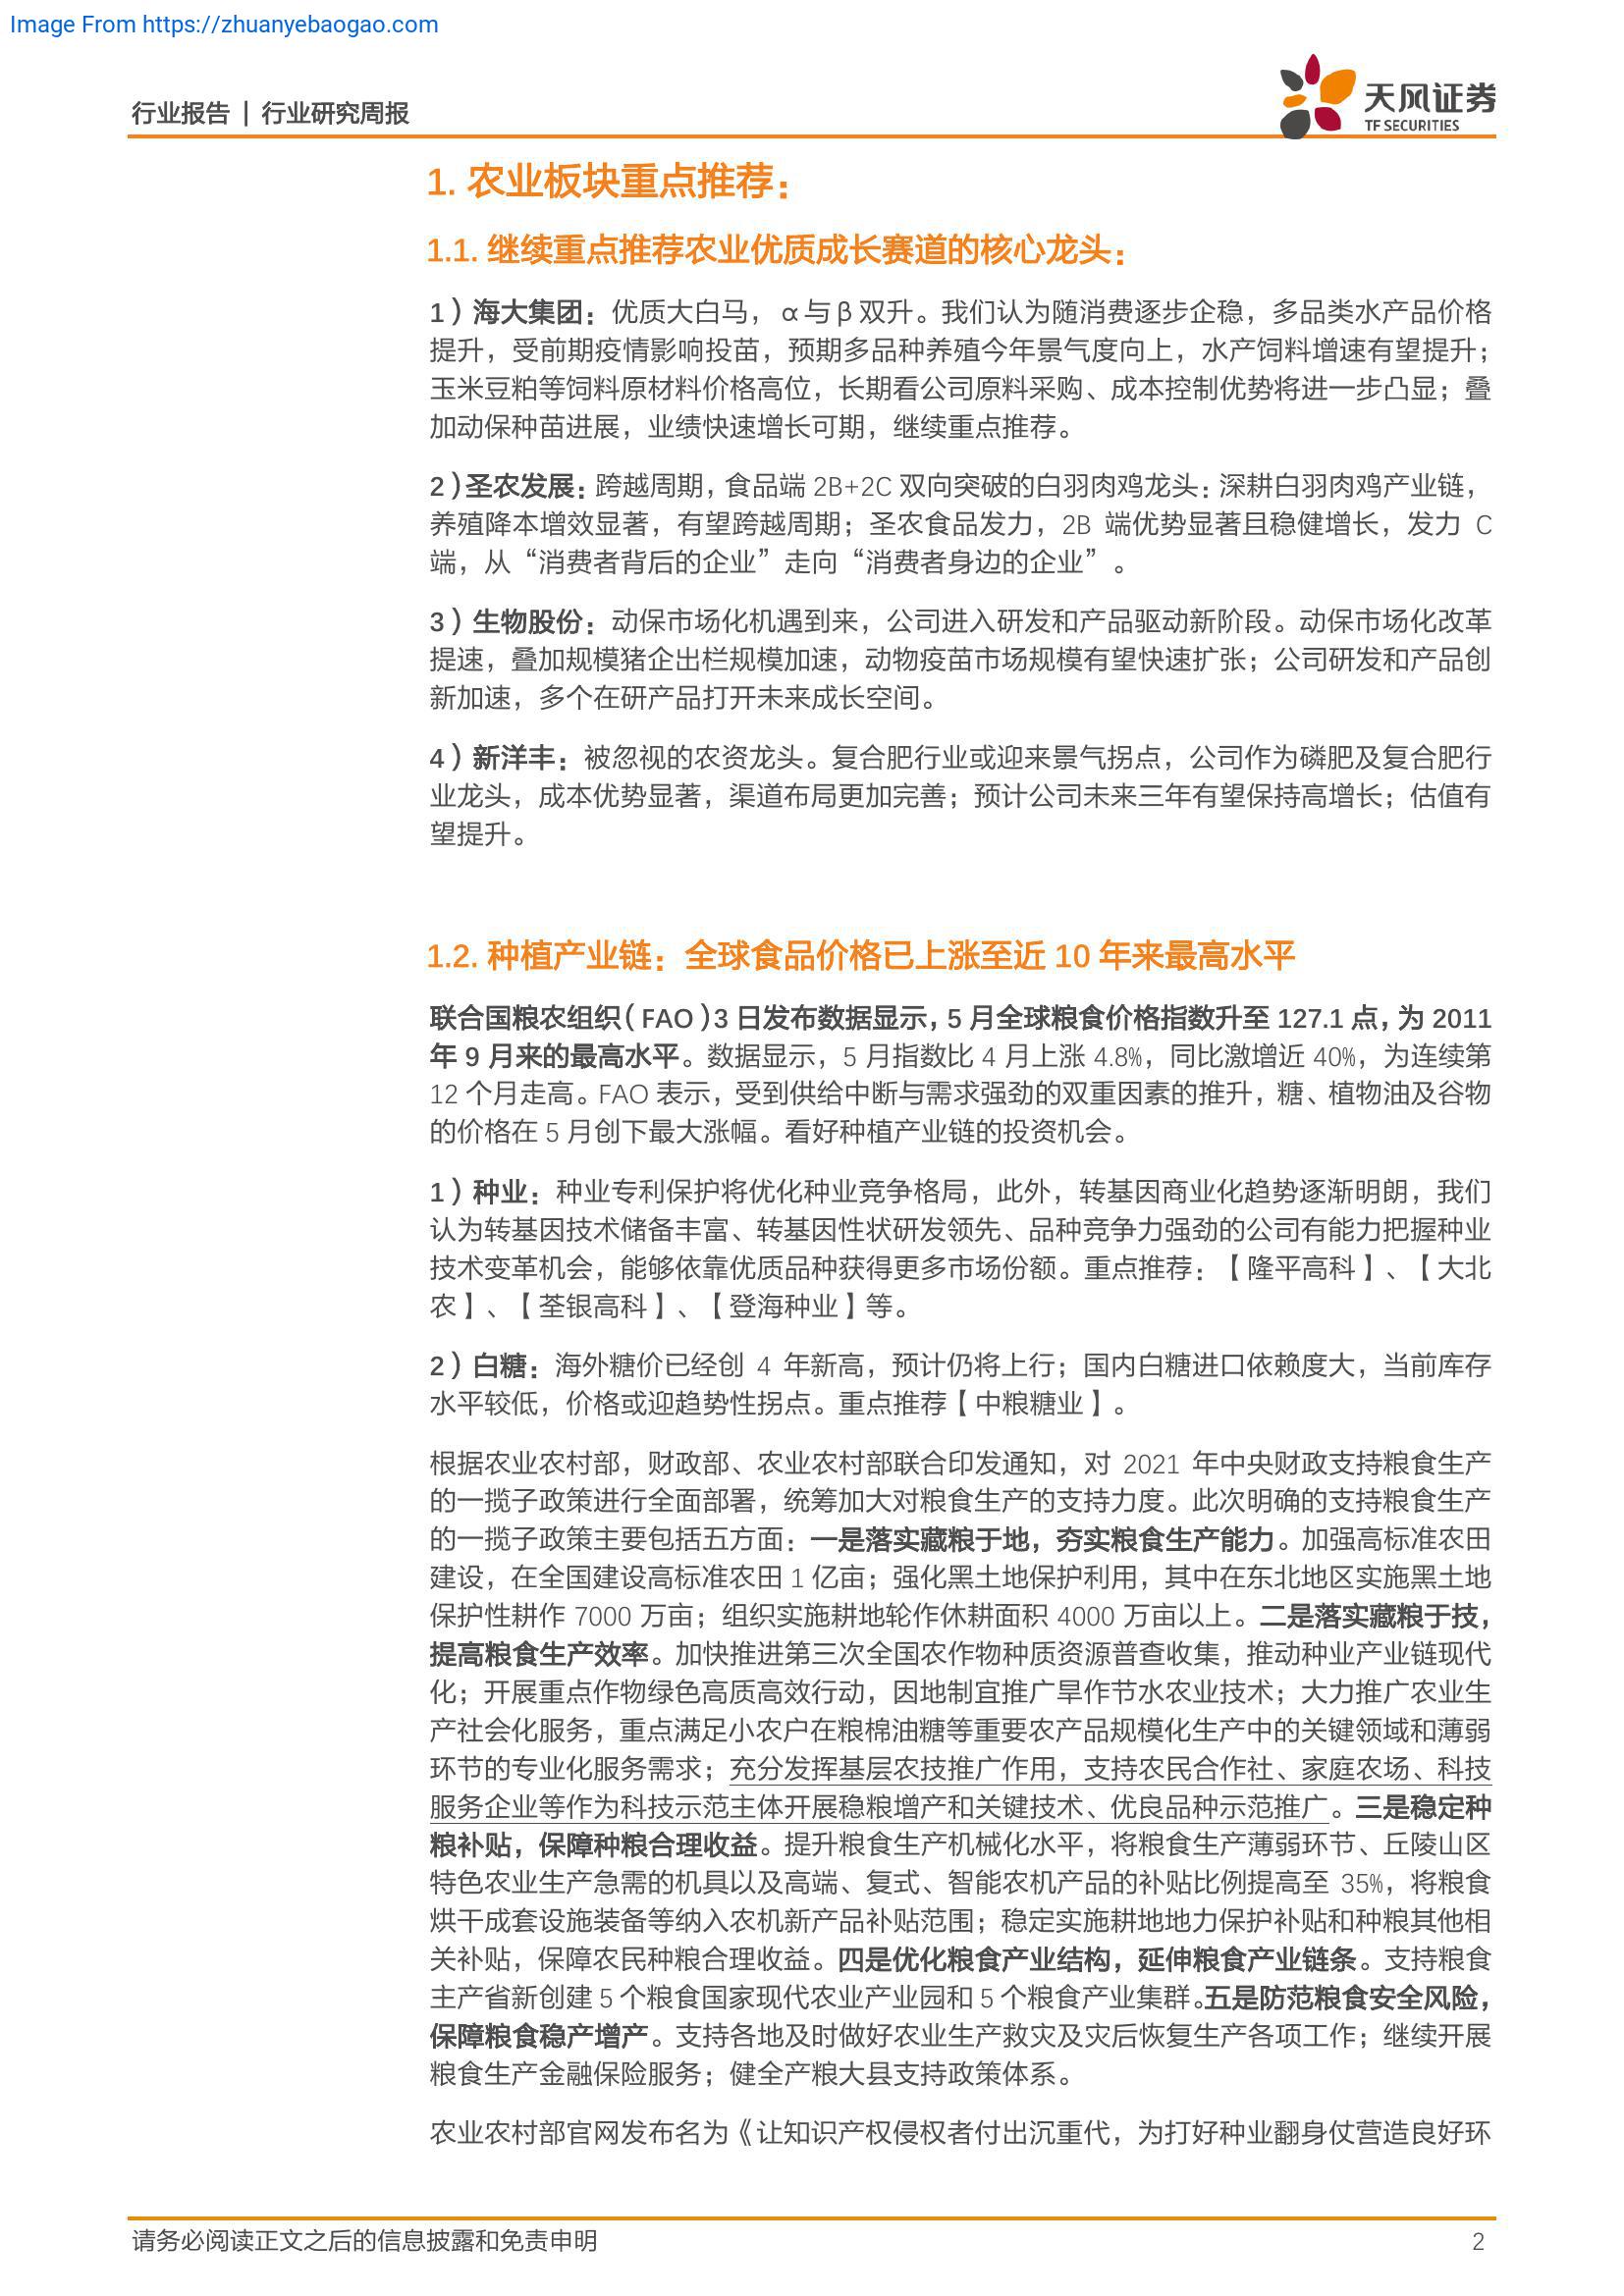 Image From https://zhuanyebaogao.com
行业报告 | 行业研究周报
天风证券
TF SECURITIES
1. 农业板块重点推荐：
1.1. 继续重点推荐农业优质成长赛道的核心龙头：
1）海大集团：优质大白马，α与β双升。我们认为随消费逐步企稳，多品类水产品价格
提升，受前期疫情影响投苗，预期多品种养殖今年景气度向上，水产饲料增速有望提升；
玉米豆粕等饲料原材料价格高位，长期看公司原料采购、成本控制优势将进一步凸显；叠
加动保种苗进展，业绩快速增长可期，继续重点推荐。
2）圣农发展：跨越周期，食品端 2B+2C 双向突破的白羽肉鸡龙头：深耕白羽肉鸡产业链，
养殖降本增效显著，有望跨越周期；圣农食品发力，2B 端优势显著且稳健增长，发力 C
端，从“消费者背后的企业”走向“消费者身边的企业”。
3）生物股份：动保市场化机遇到来，公司进入研发和产品驱动新阶段。动保市场化改革
提速，叠加规模猪企出栏规模加速，动物疫苗市场规模有望快速扩张；公司研发和产品创
新加速，多个在研产品打开未来成长空间。
4）新洋丰：被忽视的农资龙头。复合肥行业或迎来景气拐点，公司作为磷肥及复合肥行
业龙头，成本优势显著，渠道布局更加完善；预计公司未来三年有望保持高增长；估值有
望提升。
1.2. 种植产业链：全球食品价格已上涨至近 10 年来最高水平
联合国粮农组织（FAO）3 日发布数据显示，5 月全球粮食价格指数升至 127.1 点，为 2011
年 9 月来的最高水平。数据显示，5 月指数比 4 月上涨 4.8%，同比激增近 40%，为连续第
12 个月走高。FAO 表示，受到供给中断与需求强劲的双重因素的推升，糖、植物油及谷物
的价格在 5 月创下最大涨幅。看好种植产业链的投资机会。
1）种业：种业专利保护将优化种业竞争格局，此外，转基因商业化趋势逐渐明朗，我们
认为转基因技术储备丰富、转基因性状研发领先、品种竞争力强劲的公司有能力把握种业
技术变革机会，能够依靠优质品种获得更多市场份额。重点推荐：【隆平高科】、【大北
农】、【荃银高科】、【登海种业】等。
2）白糖：海外糖价已经创 4 年新高，预计仍将上行；国内白糖进口依赖度大，当前库存
水平较低，价格或迎趋势性拐点。重点推荐【中粮糖业】。
根据农业农村部，财政部、农业农村部联合印发通知，对 2021 年中央财政支持粮食生产
的一揽子政策进行全面部署，统筹加大对粮食生产的支持力度。此次明确的支持粮食生产
的一揽子政策主要包括五方面：一是落实藏粮于地，夯实粮食生产能力。加强高标准农田
建设，在全国建设高标准农田 1 亿亩；强化黑土地保护利用，其中在东北地区实施黑土地
保护性耕作 7000 万亩；组织实施耕地轮作休耕面积 4000 万亩以上。二是落实藏粮于技，
提高粮食生产效率。加快推进第三次全国农作物种质资源普查收集，推动种业产业链现代
化；开展重点作物绿色高质高效行动，因地制宜推广旱作节水农业技术；大力推广农业生
产社会化服务，重点满足小农户在粮棉油糖等重要农产品规模化生产中的关键领域和薄弱
环节的专业化服务需求；充分发挥基层农技推广作用，支持农民合作社、家庭农场、科技
服务企业等作为科技示范主体开展稳粮增产和关键技术、优良品种示范推广。三是稳定种
粮补贴，保障种粮合理收益。提升粮食生产机械化水平，将粮食生产薄弱环节、丘陵山区
特色农业生产急需的机具以及高端、复式、智能农机产品的补贴比例提高至 35%，将粮食
烘干成套设施装备等纳入农机新产品补贴范围；稳定实施耕地地力保护补贴和种粮其他相
关补贴，保障农民种粮合理收益。四是优化粮食产业结构，延伸粮食产业链条。支持粮食
主产省新创建 5 个粮食国家现代农业产业园和 5 个粮食产业集群。五是防范粮食安全风险，
保障粮食稳产增产。支持各地及时做好农业生产救灾及灾后恢复生产各项工作；继续开展
粮食生产金融保险服务；健全产粮大县支持政策体系。
农业农村部官网发布名为《让知识产权侵权者付出沉重代，为打好种业翻身仗营造良好环
请务必阅读正文之后的信息披露和免责申明
2